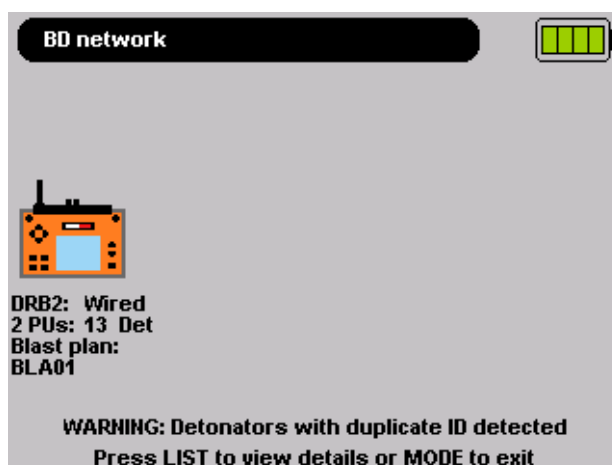 BD network
DRB2: Wired
2 PUs: 13 Det
Blast plan:
BLA01
WARNING: Detonators with duplicate ID detected
Press LIST to view details or MODE to exit